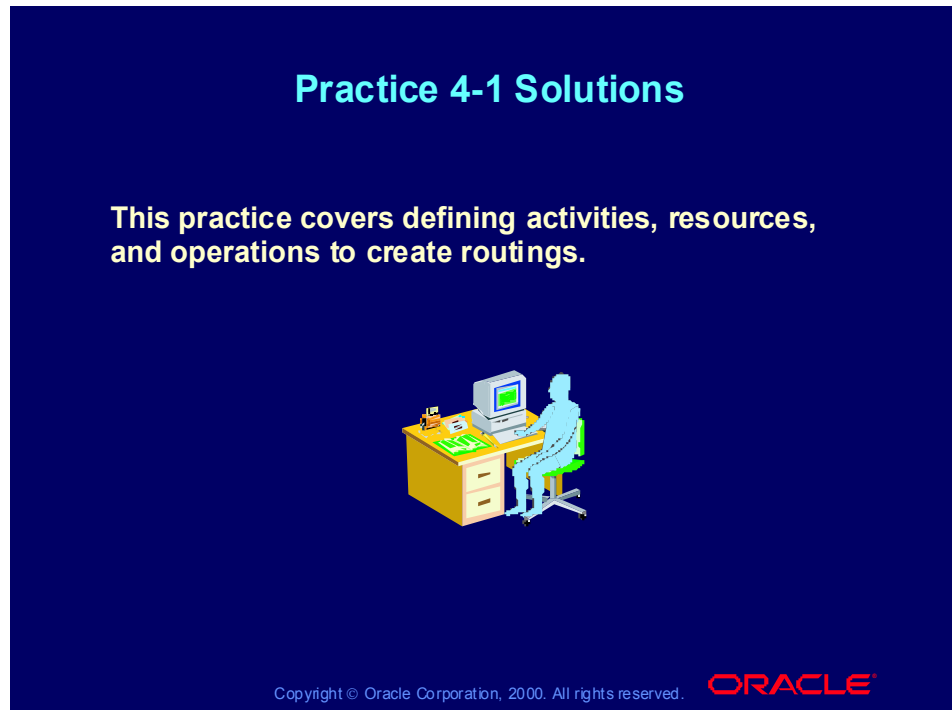 Practice 4-1 Solutions
This practice covers defining activities, resources,
and operations to create routings.
Copyright © Oracle Corporation, 2000. All rights reserved.
ORACLE®